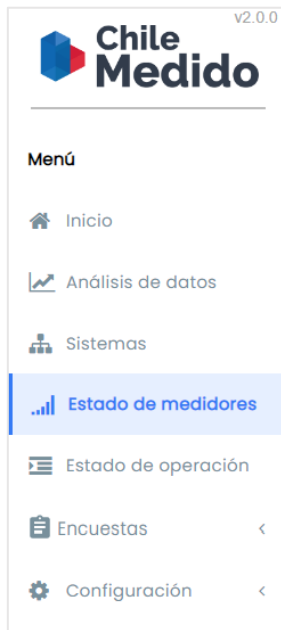 v2.0.0
Chile
Medido
Menú
Inicio
Análisis de datos
Sistemas
Estado de medidores
Estado de operación
Encuestas
Configuración